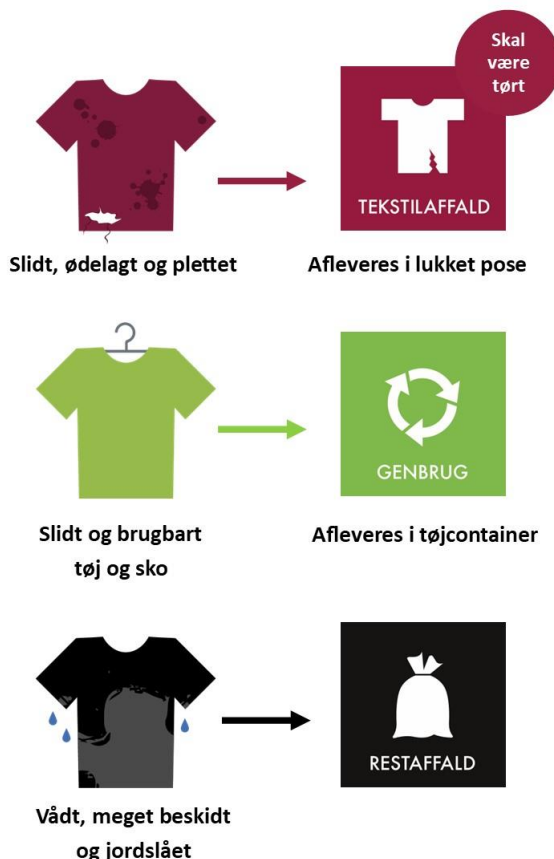 Skal
være
tørt
TEKSTILAFFALD
Slidt, ødelagt og plettet
Afleveres i lukket pose
GENBRUG
Slidt og brugbart
tøj og sko
Afleveres i tøjcontainer
RESTAFFALD
Vådt, meget beskidt
og jordslået